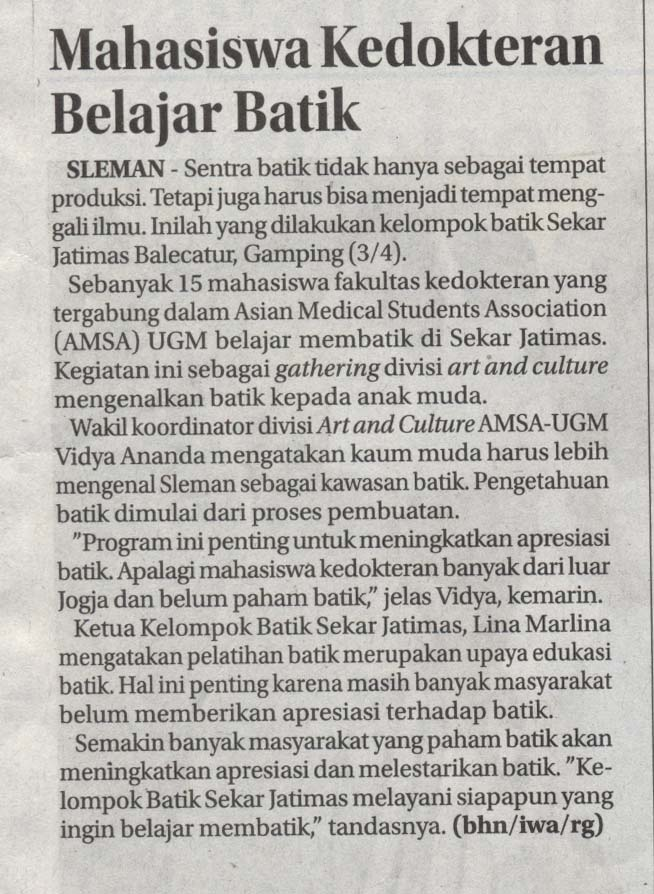 Mahasiswa Kedokteran
Belajar Batik
SLEMAN - Sentra batik tidak hanya sebagai tempat
produksi. Tetapi juga harus bisa menjadi tempat meng-
gali ilmu. Inilah yang dilakukan kelompok batik Sekar
Jatimas Balecatur, Gamping (3/4).
Sebanyak 15 mahasiswa fakultas kedokteran yang
tergabung dalam Asian Medical Students Association
(AMSA) UGM belajar membatik di Sekar Jatimas.
Kegiatan ini sebagai gathering divisi art and culture
mengenalkan batik kepada anak muda.
Wakil koordinator divisi Art and Culture AMSA-UGM
Vidya Ananda mengatakan kaum muda harus lebih
mengenal Sleman sebagai kawasan batik. Pengetahuan
batik dimulai dari proses pembuatan.
"Program ini penting untuk meningkatkan apresiasi
batik. Apalagi mahasiswa kedokteran banyak dari luar
Jogja dan belum paham batik," jelas Vidya, kemarin.
Ketua Kelompok Batik Sekar Jatimas, Lina Marlina
mengatakan pelatihan batik merupakan upaya edukasi
batik. Hal ini penting karena masih banyak masyarakat
belum memberikan apresiasi terhadap batik.
Semakin banyak masyarakat yang paham batik akan
meningkatkan apresiasi dan melestarikan batik. "Ke-
lompok Batik Sekar Jatimas melayani siapapun yang
ingin belajar membatik," tandasnya. (bhn/iwa/rg)